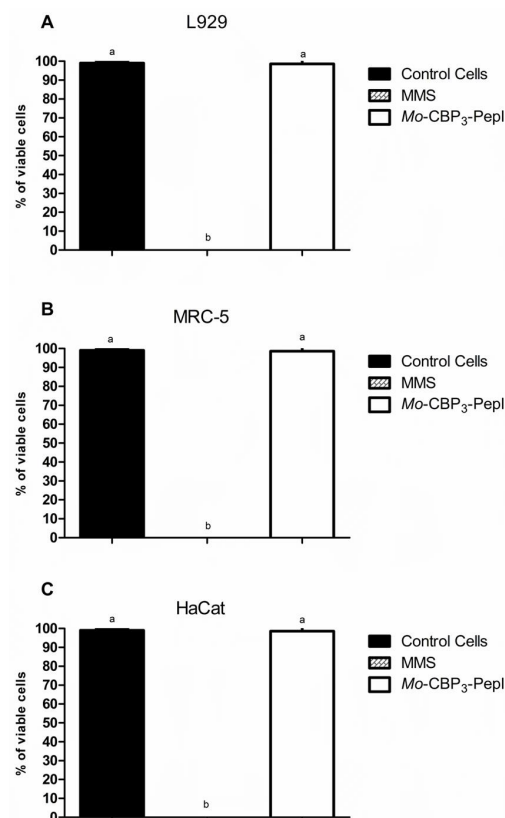 A
L929
% of viable cells
100
90
80
70
60
50
40
30
20
10
0
a
b
a
Control Cells
MMS
Mo-CBP₃-PepI
B
MRC-5
% of viable cells
100
90
80
70
60
50
40
30
20
10
0
a
b
a
Control Cells
MMS
Mo-CBP₃-PepI
C
HaCat
% of viable cells
100
90
80
70
60
50
40
30
20
10
0
a
b
a
Control Cells
MMS
Mo-CBP₃-PepI